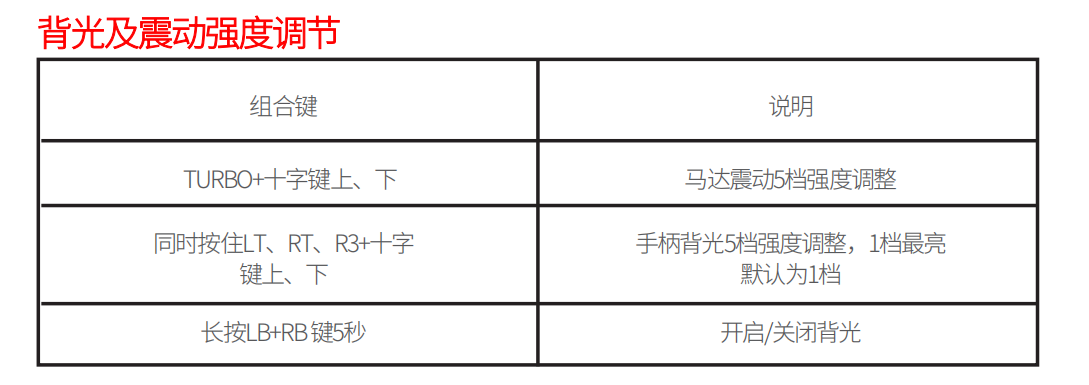 背光及震动强度调节
组合键
说明
TURBO+十字键上、下
马达震动5档强度调整
同时按住LT、RT、R3+十字
键上、下
手柄背光5档强度调整，1档最亮
默认为1档
长按LB+RB 键5秒
开启/关闭背光